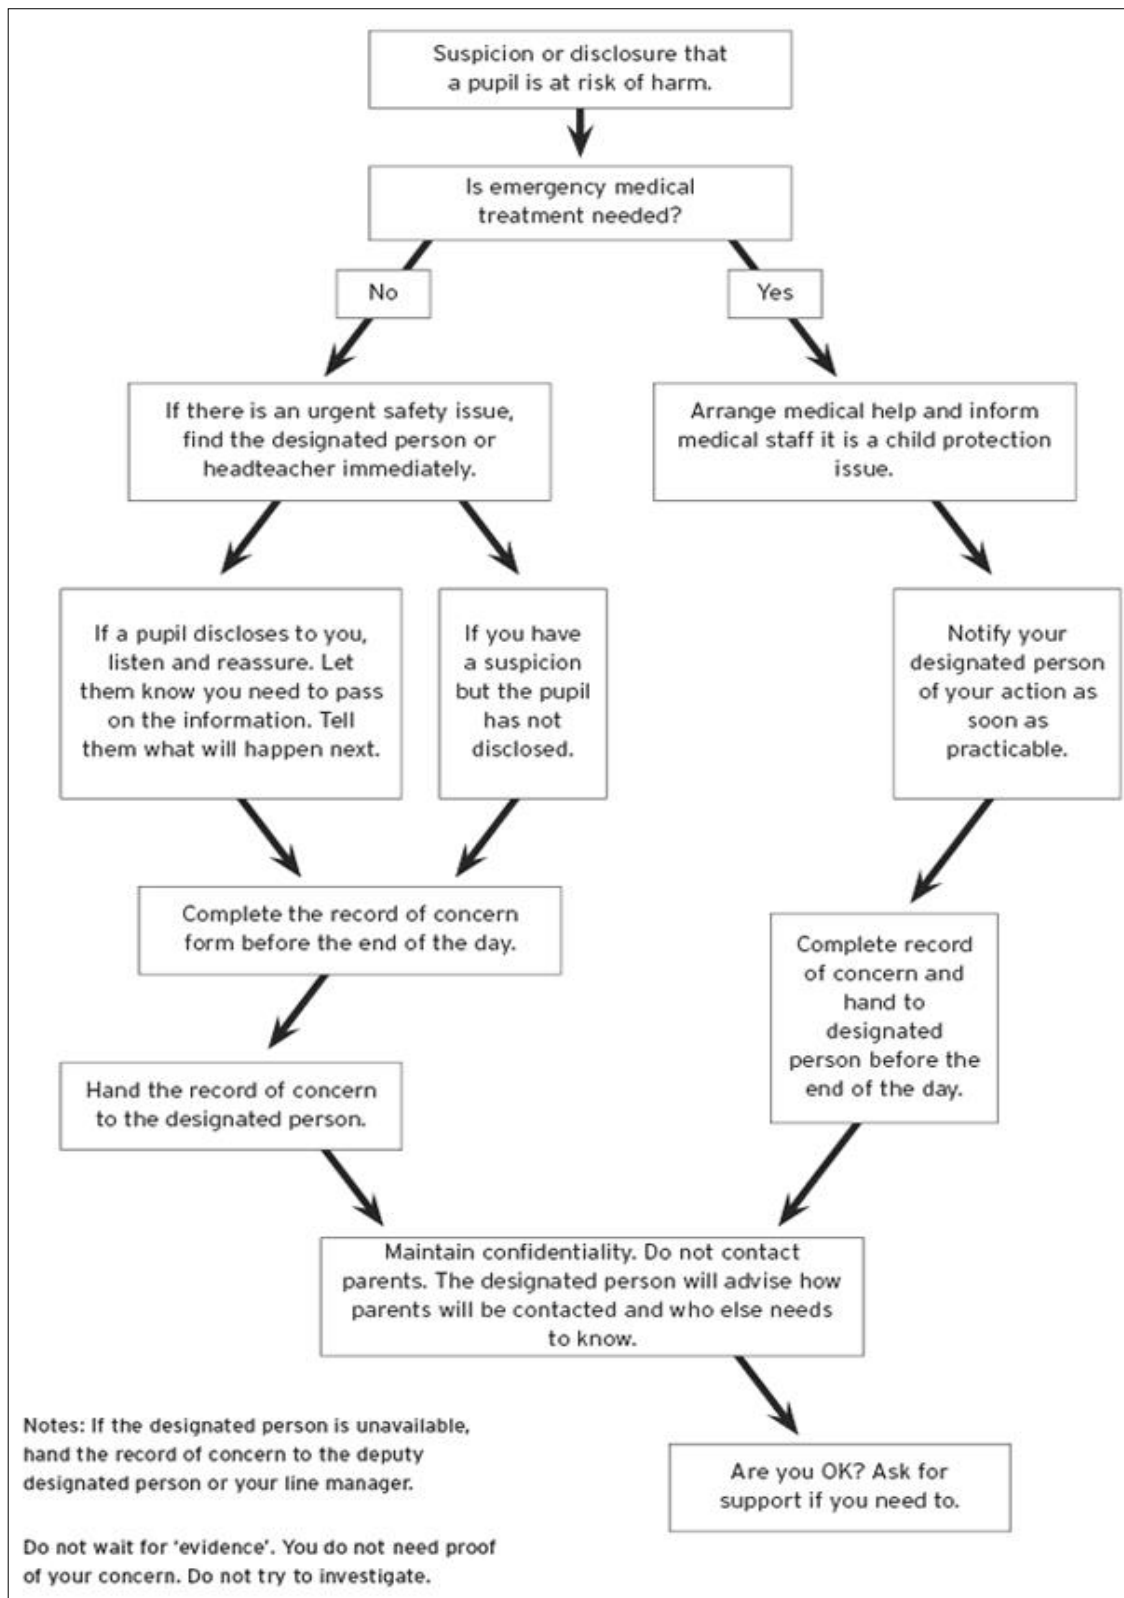 Suspicion or disclosure that
a pupil is at risk of harm.
Is emergency medical
treatment needed?
No
Yes
If there is an urgent safety issue,
find the designated person or
headteacher immediately.
Arrange medical help and inform
medical staff it is a child protection
issue.
If a pupil discloses to you,
listen and reassure. Let
them know you need to pass
on the information. Tell
them what will happen next.
If you have
a suspicion
but the pupil
has not
disclosed.
Notify your
designated person
of your action as
soon as
practicable.
Complete the record of concern
form before the end of the day.
Complete record
of concern and
hand to
designated
person before the
end of the day.
Hand the record of concern
to the designated person.
Maintain confidentiality. Do not contact
parents. The designated person will advise how
parents will be contacted and who else needs
to know.
Notes: If the designated person is unavailable,
hand the record of concern to the deputy
designated person or your line manager.
Are you OK? Ask for
support if you need to.
Do not wait for ‘evidence’. You do not need proof
of your concern. Do not try to investigate.